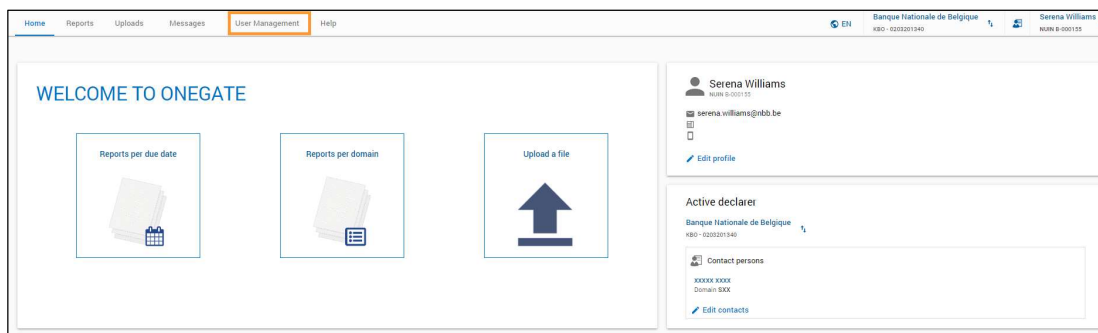 Home Reports Uploads Messages User Management Help EN
Banque Nationale de Belgique
KBO - 0203201340
Serena Williams
NUIN B-000155
WELCOME TO ONEGATE
Reports per due date
Reports per domain
Upload a file
Serena Williams
NUIN B-000155
serena.williams@nbb.be
Edit profile
Active declarer
Banque Nationale de Belgique
KBO - 0203201340
Contact persons
XXXXX XXXX
Domain SXX
Edit contacts